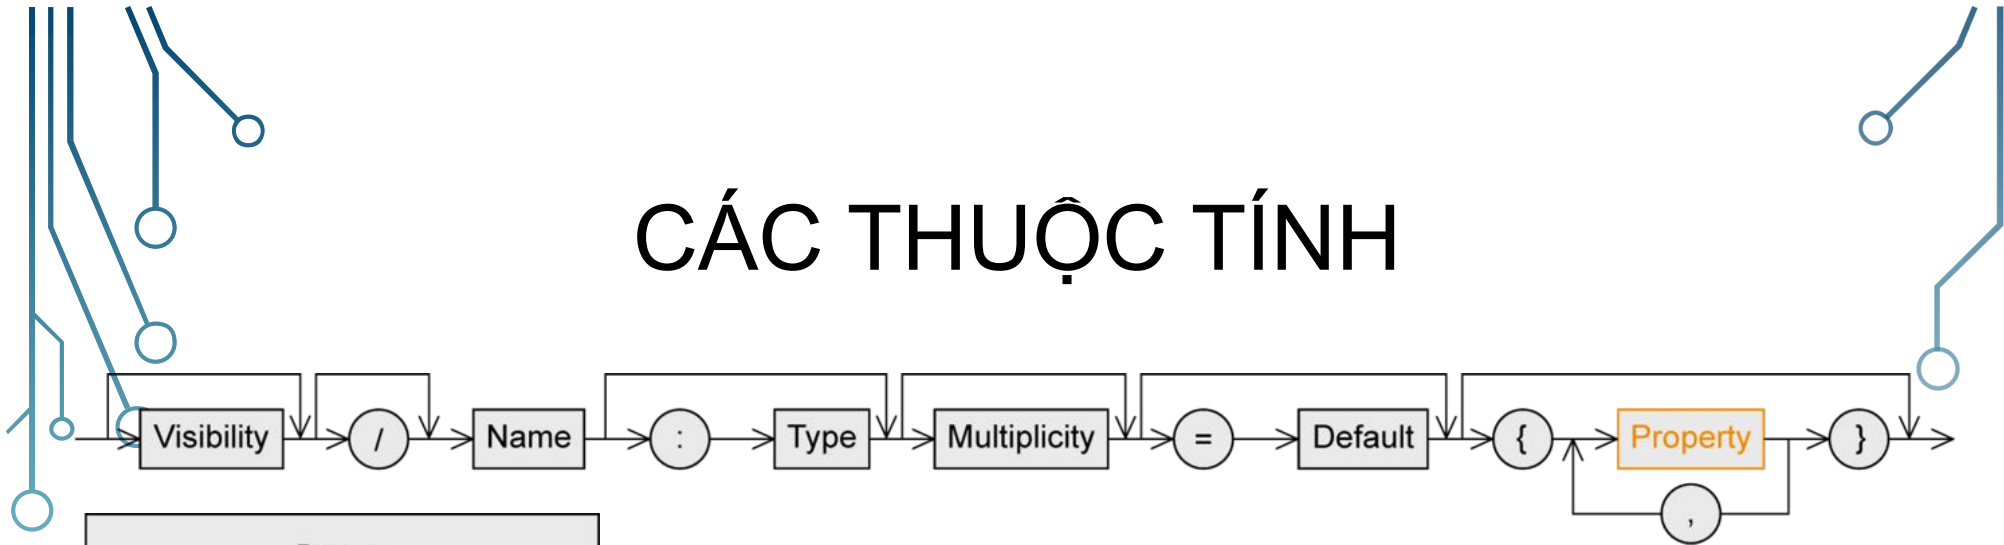 CÁC THUỘC TÍNH
Visibility / Name : Type Multiplicity = Default { Property }
,